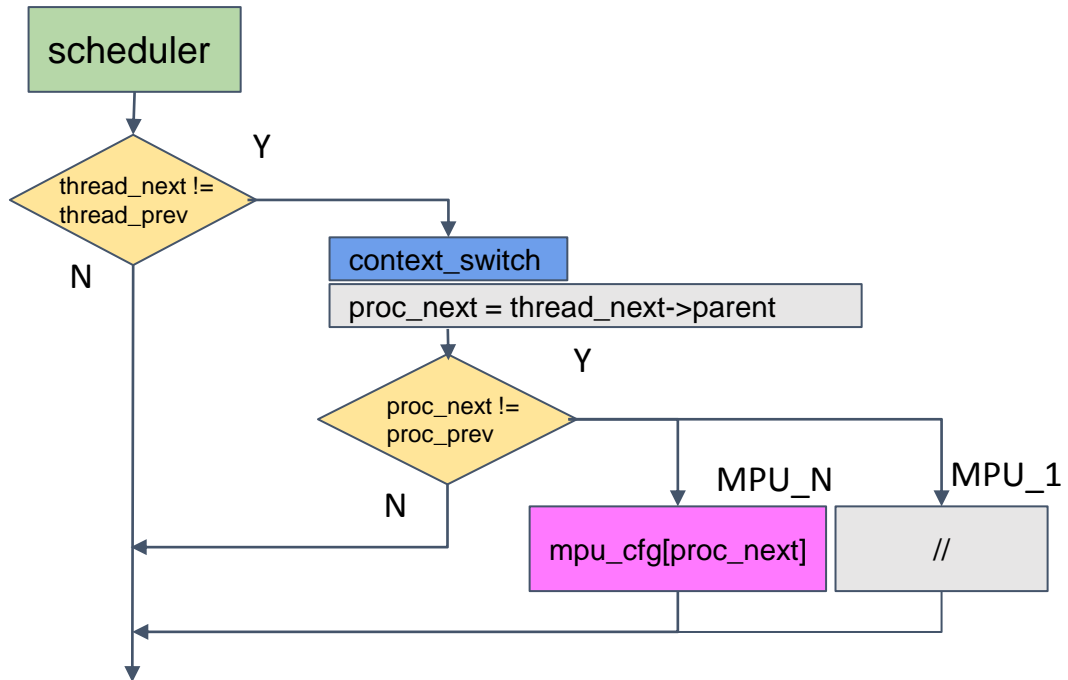 scheduler
Y
thread_next !=
thread_prev
N
context_switch
proc_next = thread_next->parent
Y
proc_next !=
proc_prev
N
MPU_N
MPU_1
mpu_cfg[proc_next]
//